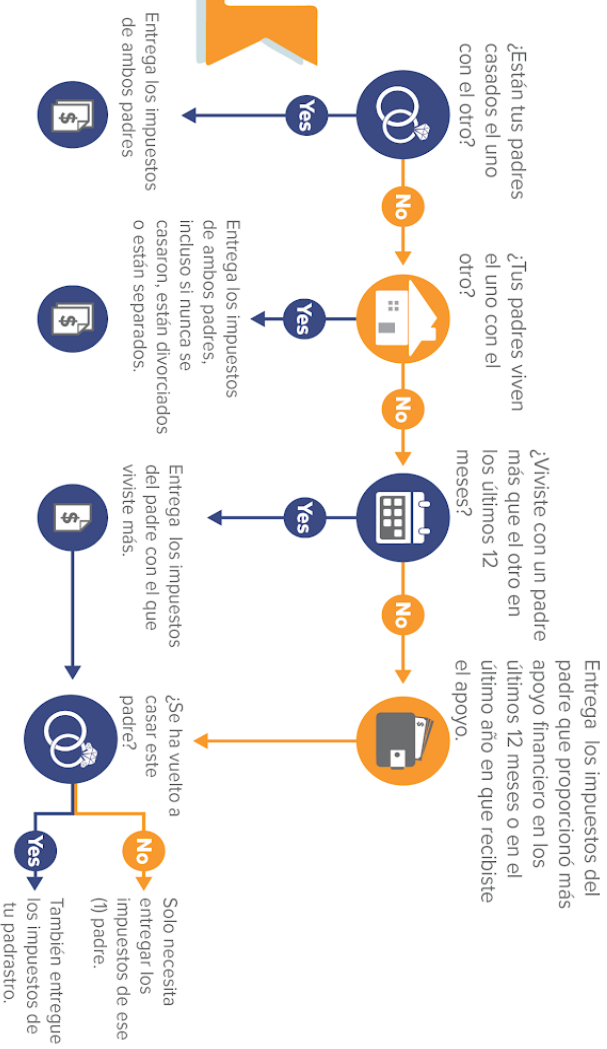 ¿Están tus padres
casados el uno
con el otro?
Yes
Entrega los impuestos
de ambos padres
$
No
¿Tus padres viven
el uno con el
otro?
Yes
Entrega los impuestos
de ambos padres,
incluso si nunca se
casaron, están divorciados
o están separados.
$
No
¿Viviste con un padre
más que el otro en
los últimos 12
meses?
Yes
Entrega los impuestos
del padre con el que
viviste más.
$
No
Entrega los impuestos del
padre que proporcionó más
apoyo financiero en los
últimos 12 meses o en el
último año en que recibiste
el apoyo.
$
¿Se ha vuelto a
casar este
padre?
No
Solo necesita
entregar los
impuestos de ese
(1) padre.
Yes
También entregue
los impuestos de
tu padrastro.